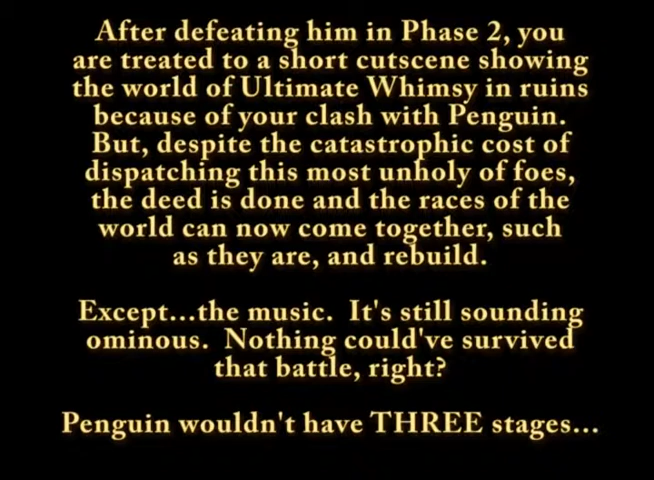 After defeating him in Phase 2, you
are treated to a short cutscene showing
the world of Ultimate Whimsy in ruins
because of your clash with Penguin.
But, despite the catastrophic cost of
dispatching this most unholy of foes,
the deed is done and the races of the
world can now come together, such
as they are, and rebuild.
Except...the music.  It's still sounding
ominous.  Nothing could've survived
that battle, right?
Penguin wouldn't have THREE stages...